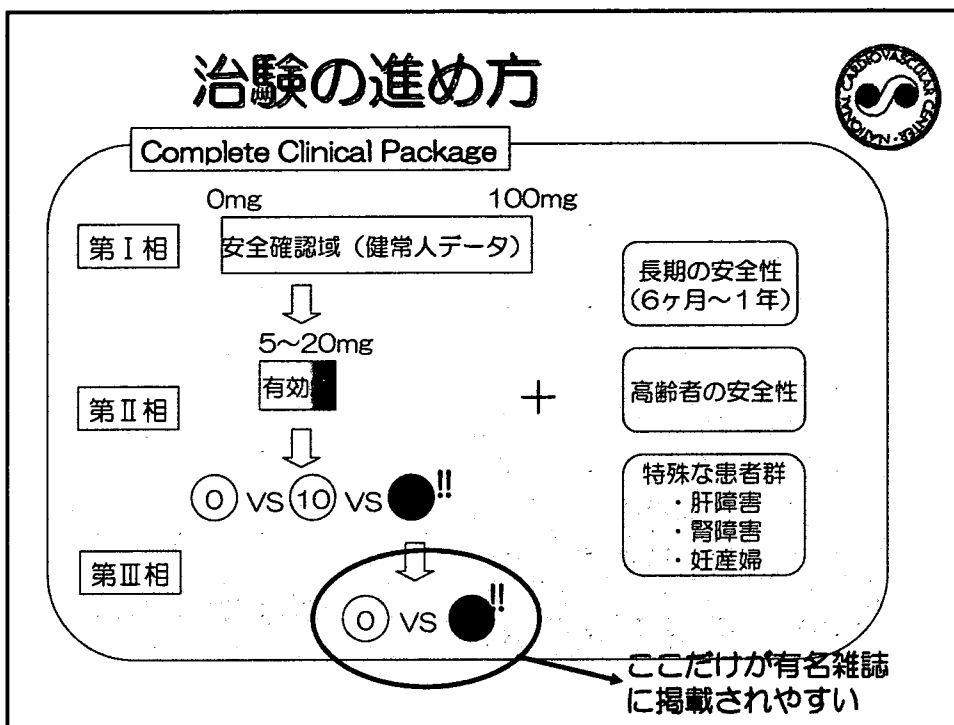 治験の進め方
NATIONAL CARDIOVASCULAR CENTER
Complete Clinical Package
0mg 100mg
第Ⅰ相
安全確認域（健常人データ）
5～20mg
有効
第Ⅱ相
0 VS 10 VS !!
第Ⅲ相
0 VS !!
+
長期の安全性
（6ヶ月～1年）
高齢者の安全性
特殊な患者群
・肝障害
・腎障害
・妊産婦
ここだけが有名雑誌
に掲載されやすい